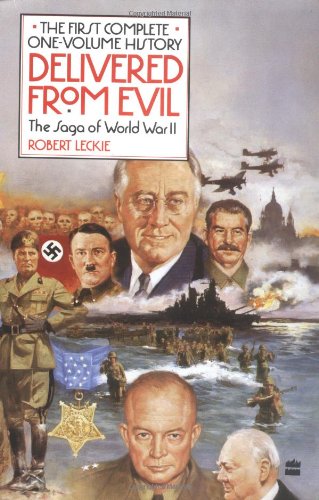 • THE FIRST COMPLETE •
ONE-VOLUME HISTORY
DELIVERED
FROM EVIL
The Saga of World War II
ROBERT LECKIE